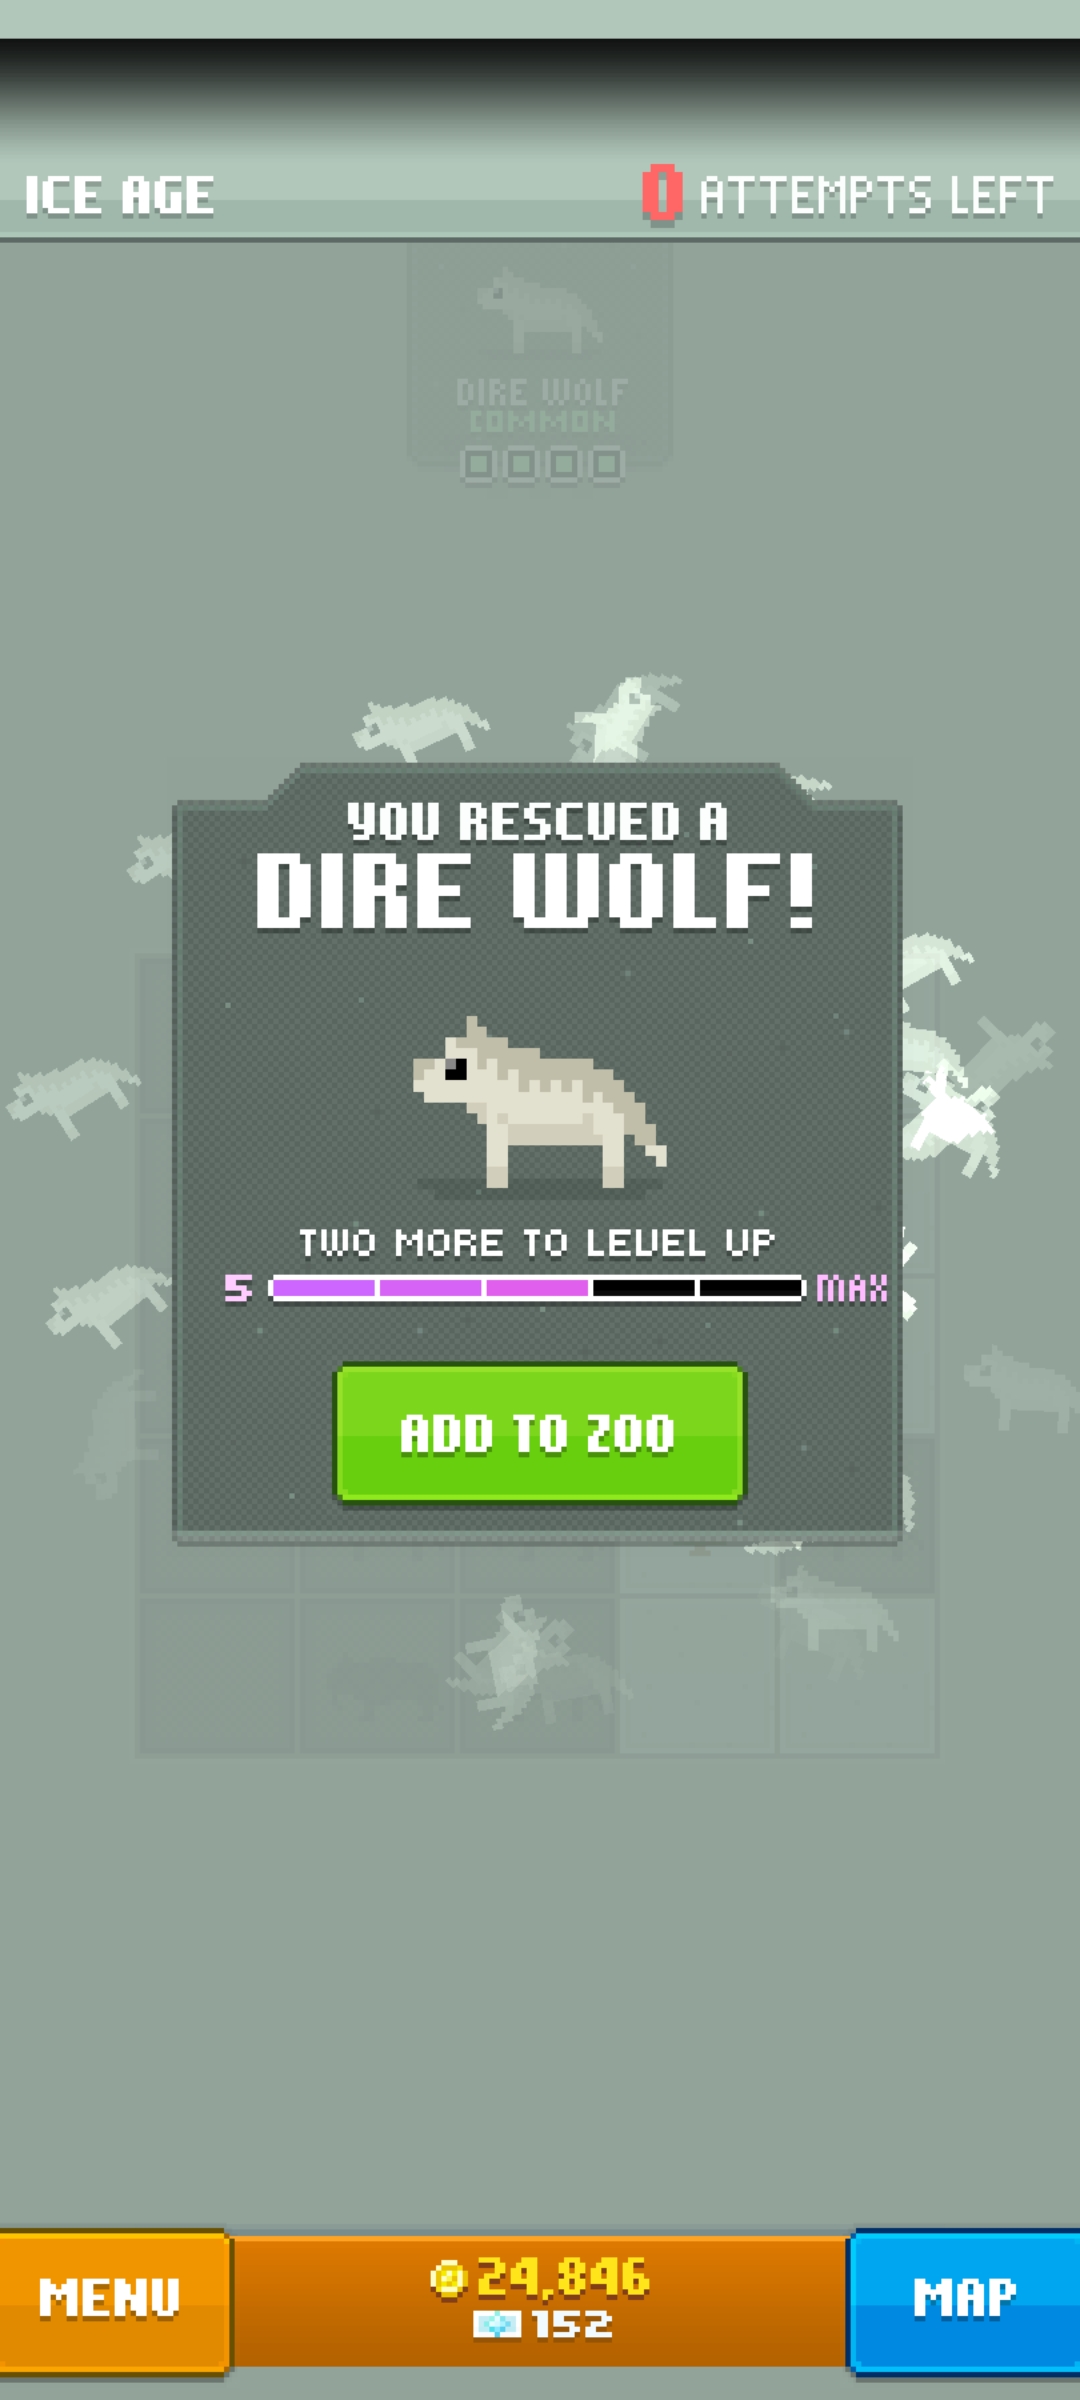 ICE AGE
0 ATTEMPTS LEFT
DIRE WOLF
COMMON
YOU RESCUED A
DIRE WOLF!
TWO MORE TO LEVEL UP
5 MAX
ADD TO ZOO
MENU
24,846
152
MAP